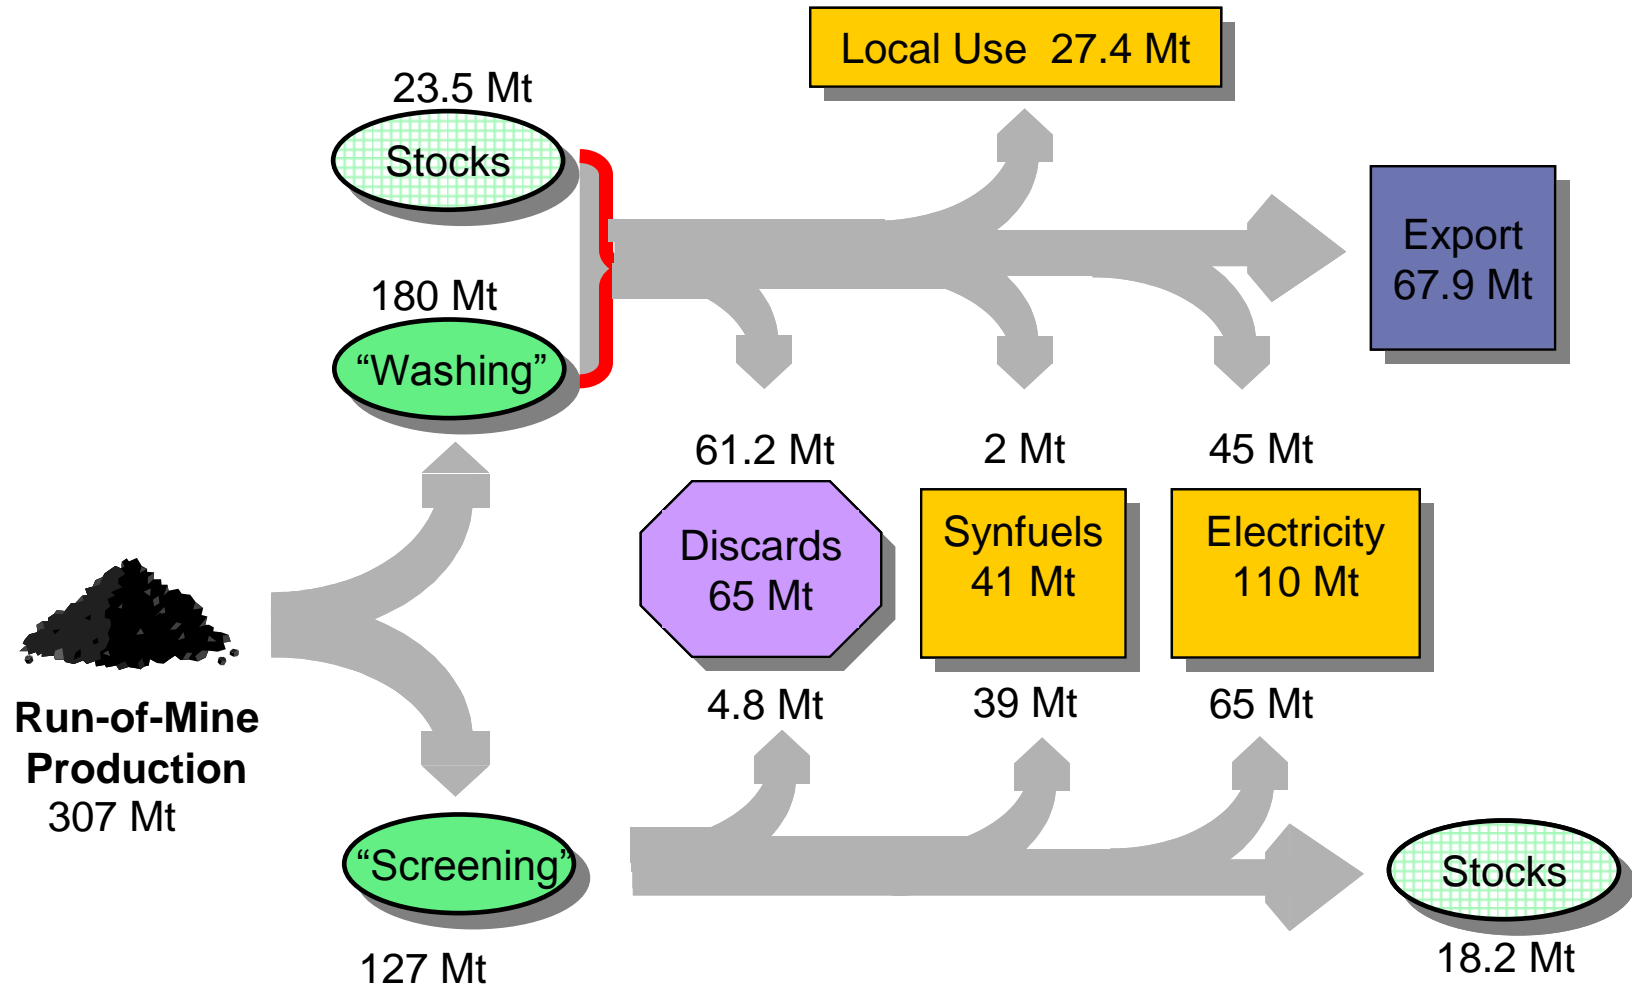 Local Use  27.4 Mt
23.5 Mt
Stocks
Export
67.9 Mt
180 Mt
“Washing”
61.2 Mt
2 Mt
45 Mt
Discards
65 Mt
Synfuels
41 Mt
Electricity
110 Mt
4.8 Mt
39 Mt
65 Mt
Run-of-Mine
Production
307 Mt
“Screening”
127 Mt
Stocks
18.2 Mt